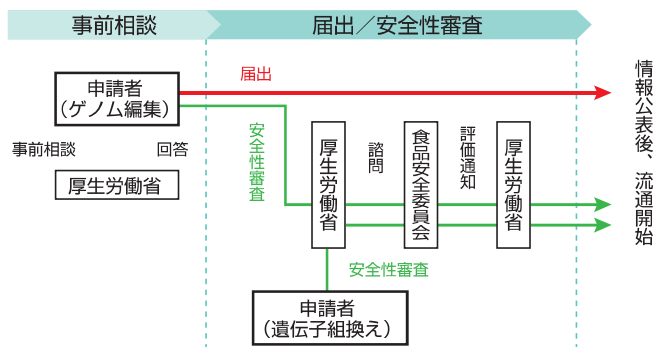 事前相談
届出／安全性審査
申請者
（ゲノム編集）
届出
事前相談
回答
厚生労働省
安全性審査
厚生労働省
諮問
食品安全委員会
評価通知
厚生労働省
情報公表後、流通開始
安全性審査
申請者
（遺伝子組換え）